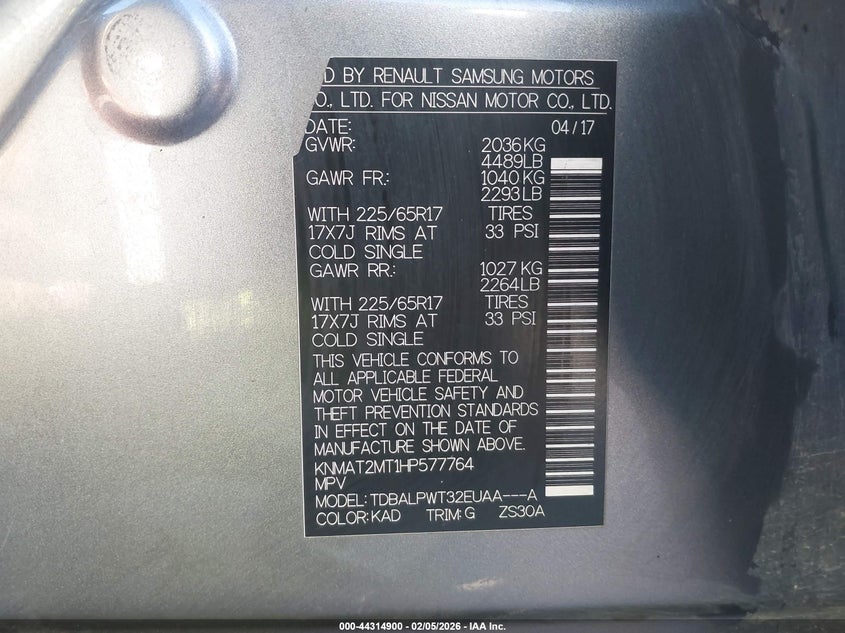 D BY RENAULT SAMSUNG MOTORS
O., LTD. FOR NISSAN MOTOR CO., LTD.
DATE: 04/17
GVWR: 2036KG
4489LB
GAWR FR.: 1040KG
2293LB
WITH 225/65R17 TIRES
17X7J RIMS AT 33 PSI
COLD SINGLE
GAWR RR.: 1027KG
2264LB
WITH 225/65R17 TIRES
17X7J RIMS AT 33 PSI
COLD SINGLE
THIS VEHICLE CONFORMS TO
ALL APPLICABLE FEDERAL
MOTOR VEHICLE SAFETY AND
THEFT PREVENTION STANDARDS
IN EFFECT ON THE DATE OF
MANUFACTURE SHOWN ABOVE.
KNMAT2MT1HP577764
MPV
MODEL: TDBALPWT32EUAA---A
COLOR: KAD TRIM: G ZS30A
000-44314900 - 02/05/2026 - IAA Inc.